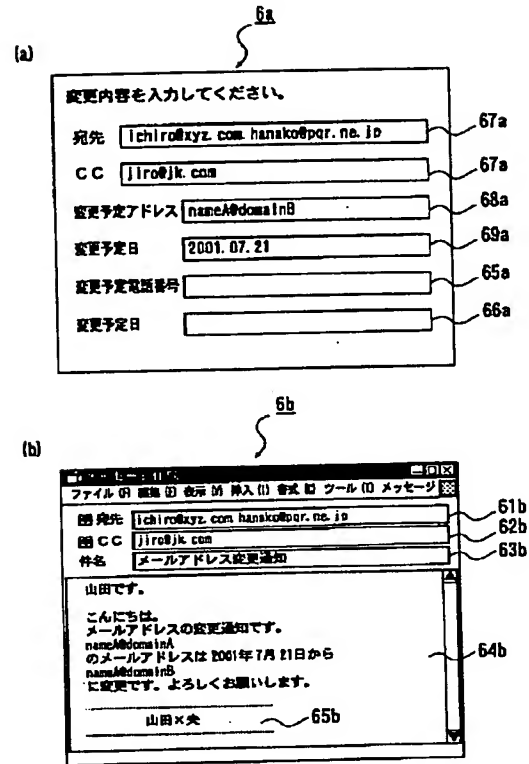 6a
(a)
変更内容を入力してください。
宛先 ichiro@xyz.com hanako@pqr.ne.jp 67a
CC jiro@jk.com 67a
変更予定アドレス nameA@domainB 68a
変更予定日 2001.07.21 69a
変更予定電話番号 65a
変更予定日 66a
6b
(b)
ファイル(F) 編集(E) 表示(V) 挿入(I) 書式(O) ツール(T) メッセージ
宛先 ichiro@xyz.com hanako@pqr.ne.jp 61b
CC jiro@jk.com 62b
件名 メールアドレス変更通知 63b
山田です。
こんにちは。
メールアドレスの変更通知です。
nameA@domainA
のメールアドレスは 2001年7月21日から 64b
nameA@domainB
に変更です。よろしくお願いします。
山田×夫 65b